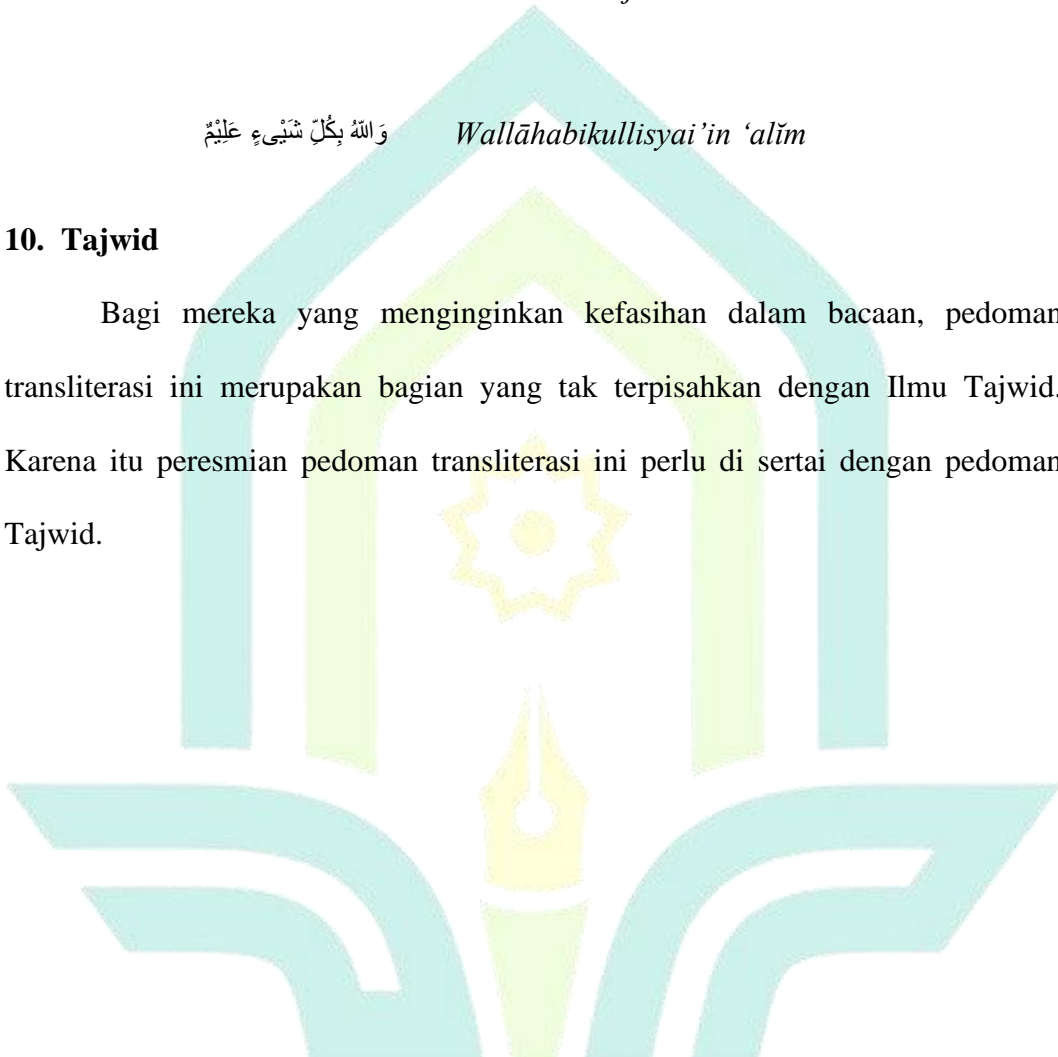 وَاللهُ بِكُلِّ شَيْىءٍ عَلِيْمٌ Wallāhabikullisyai’in ‘alĭm
10. Tajwid
Bagi mereka yang menginginkan kefasihan dalam bacaan, pedoman
transliterasi ini merupakan bagian yang tak terpisahkan dengan Ilmu Tajwid.
Karena itu peresmian pedoman transliterasi ini perlu di sertai dengan pedoman
Tajwid.